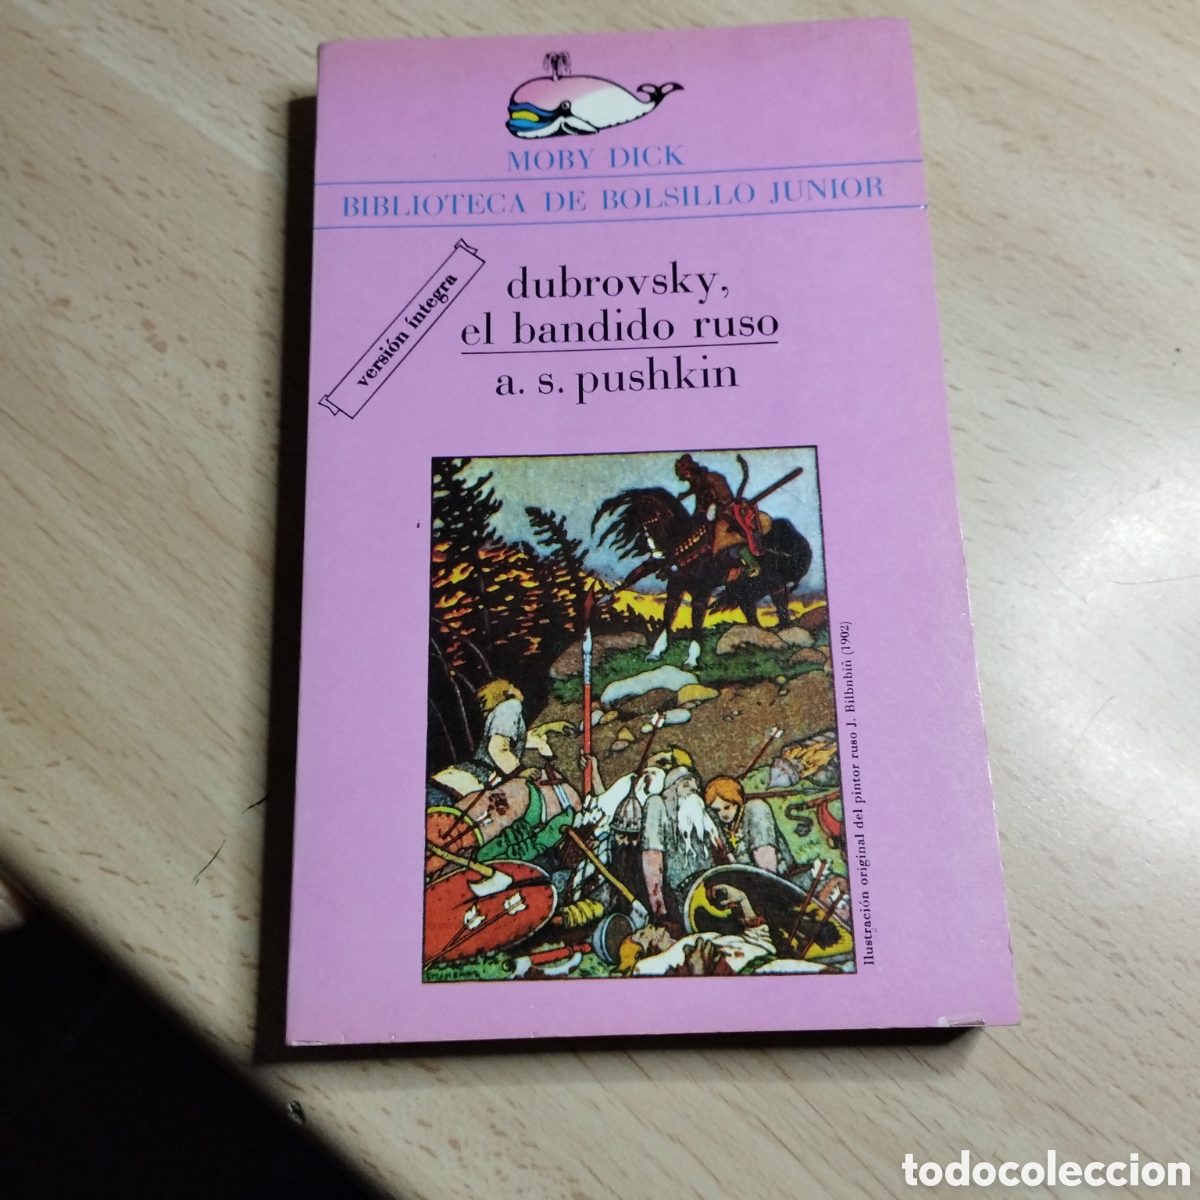 MOBY DICK
BIBLIOTECA DE BOLSILLO JUNIOR
versión íntegra
dubrovsky,
el bandido ruso
a. s. pushkin
Ilustración original del pintor ruso J. Bilbnbiñ (1902)
todocoleccion